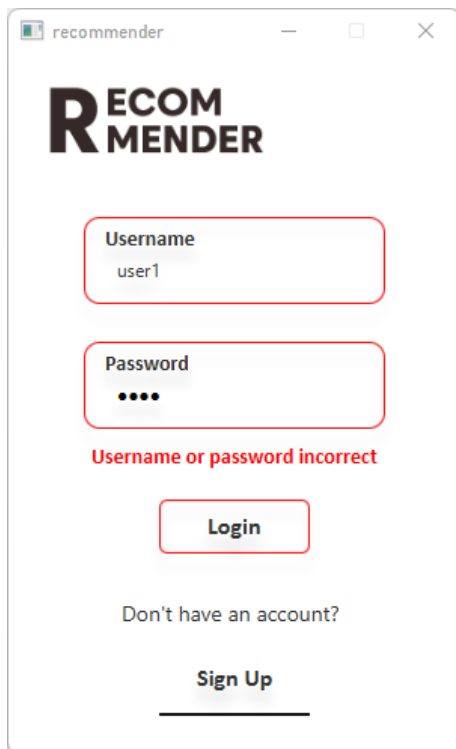 recommender
RECOM
MENDER
Username
user1
Password
••••
Username or password incorrect
Login
Don't have an account?
Sign Up